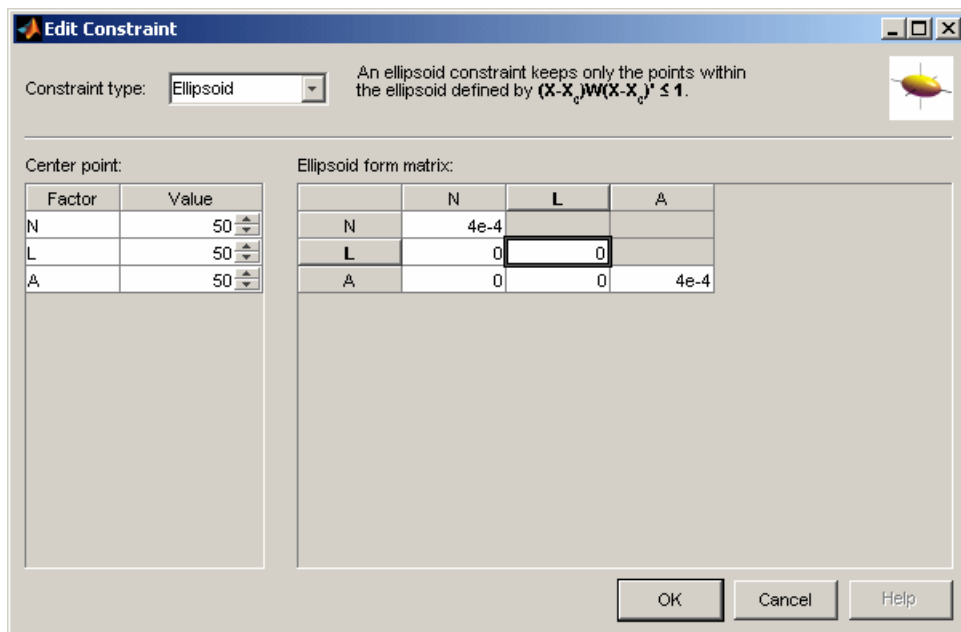 Edit Constraint
Constraint type: Ellipsoid
An ellipsoid constraint keeps only the points within
the ellipsoid defined by (X-Xc)W(X-Xc)' ≤ 1.
Center point:
Factor Value
N 50
L 50
A 50
Ellipsoid form matrix:
N L A
N 4e-4
L 0 0
A 0 0 4e-4
OK Cancel Help